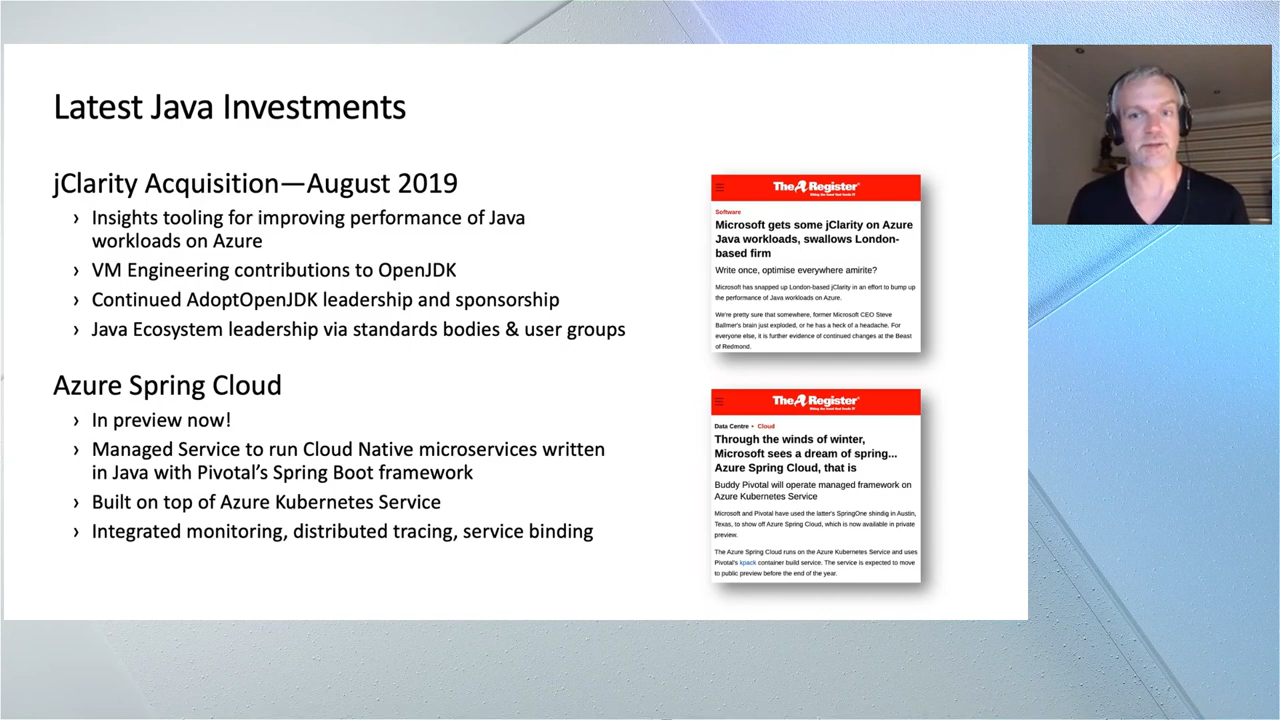 Latest Java Investments
jClarity Acquisition—August 2019
› Insights tooling for improving performance of Java
workloads on Azure
› VM Engineering contributions to OpenJDK
› Continued AdoptOpenJDK leadership and sponsorship
› Java Ecosystem leadership via standards bodies & user groups
Azure Spring Cloud
› In preview now!
› Managed Service to run Cloud Native microservices written
in Java with Pivotal's Spring Boot framework
› Built on top of Azure Kubernetes Service
› Integrated monitoring, distributed tracing, service binding
The Register
Biting the hand that feeds IT
Software
Microsoft gets some jClarity on Azure
Java workloads, swallows London-
based firm
Write once, optimise everywhere amirite?
Microsoft has snapped up London-based jClarity in an effort to bump up
the performance of Java workloads on Azure.
We're pretty sure that somewhere, former Microsoft CEO Steve
Ballmer's brain just exploded, or he has a heck of a headache. For
everyone else, it is further evidence of continued changes at the Beast
of Redmond.
The Register
Biting the hand that feeds IT
Data Centre ▸ Cloud
Through the winds of winter,
Microsoft sees a dream of spring...
Azure Spring Cloud, that is
Buddy Pivotal will operate managed framework on
Azure Kubernetes Service
Microsoft and Pivotal have used the latter's SpringOne shindig in Austin,
Texas, to show off Azure Spring Cloud, which is now available in private
preview.
The Azure Spring Cloud runs on the Azure Kubernetes Service and uses
Pivotal's kpack container build service. The service is expected to move
to public preview before the end of the year.